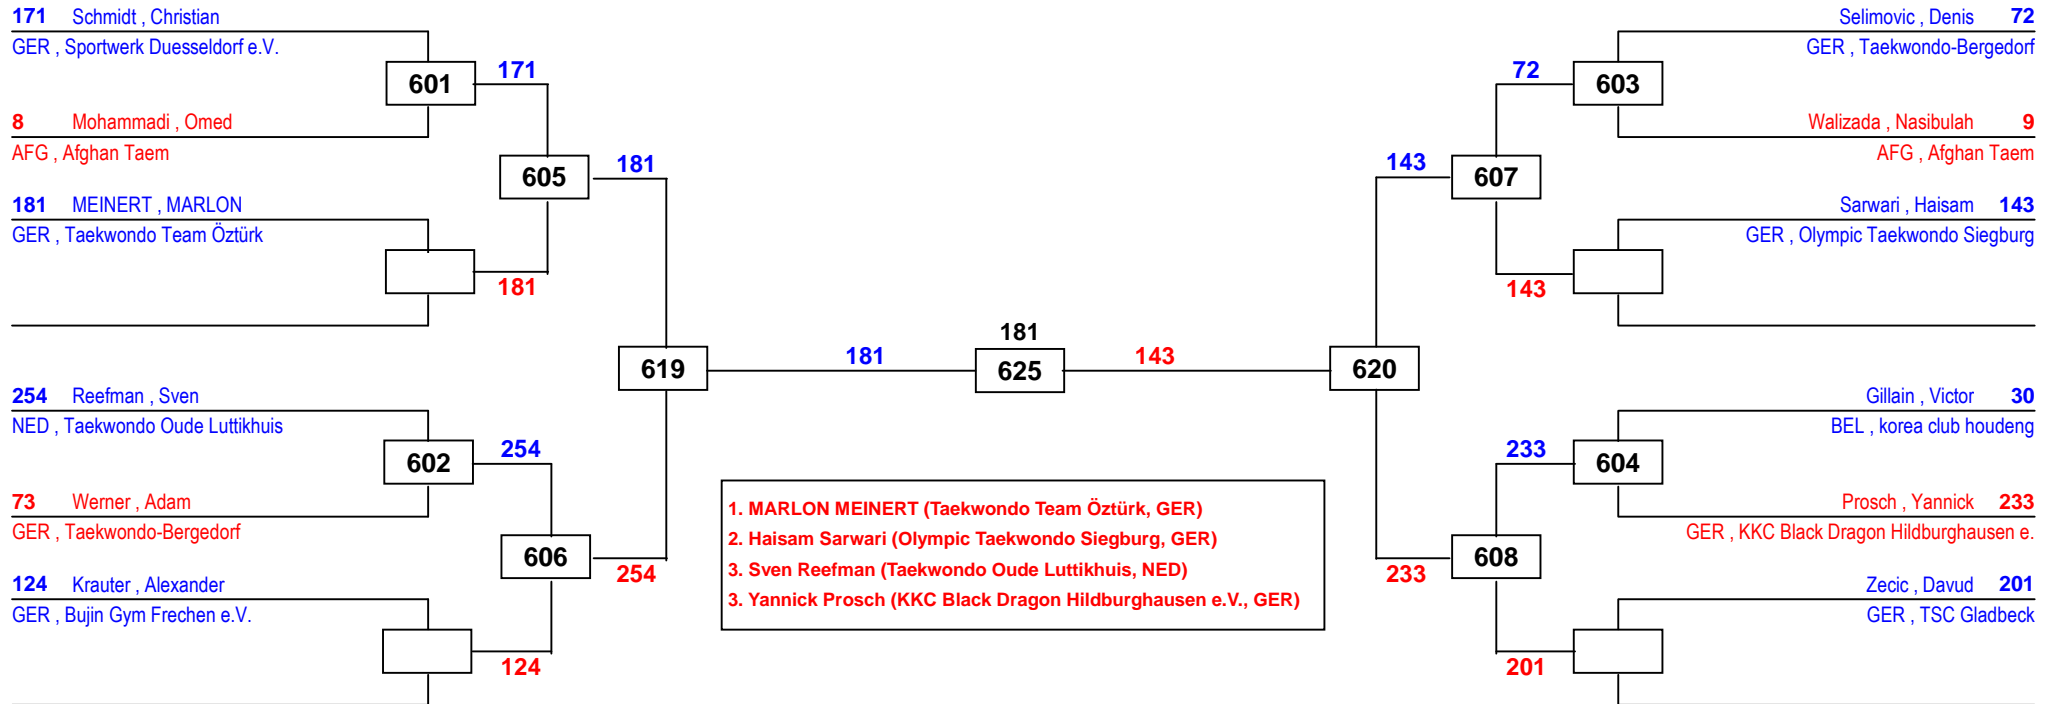 171 Schmidt , Christian
GER , Sportwerk Duesseldorf e.V.
601
171
8 Mohammadi , Omed
AFG , Afghan Taem
605
181
181 MEINERT , MARLON
GER , Taekwondo Team Öztürk
181
619
181
254 Reefman , Sven
NED , Taekwondo Oude Luttikhuis
602
254
73 Werner , Adam
GER , Taekwondo-Bergedorf
606
254
124 Krauter , Alexander
GER , Bujin Gym Frechen e.V.
124
181
625
143
1. MARLON MEINERT (Taekwondo Team Öztürk, GER)
2. Haisam Sarwari (Olympic Taekwondo Siegburg, GER)
3. Sven Reefman (Taekwondo Oude Luttikhuis, NED)
3. Yannick Prosch (KKC Black Dragon Hildburghausen e.V., GER)
Selimovic , Denis 72
GER , Taekwondo-Bergedorf
72
603
Walizada , Nasibulah 9
AFG , Afghan Taem
143
607
Sarwari , Haisam 143
GER , Olympic Taekwondo Siegburg
143
620
Gillain , Victor 30
BEL , korea club houdeng
233
604
Prosch , Yannick 233
GER , KKC Black Dragon Hildburghausen e.
233
608
Zecic , Davud 201
GER , TSC Gladbeck
201